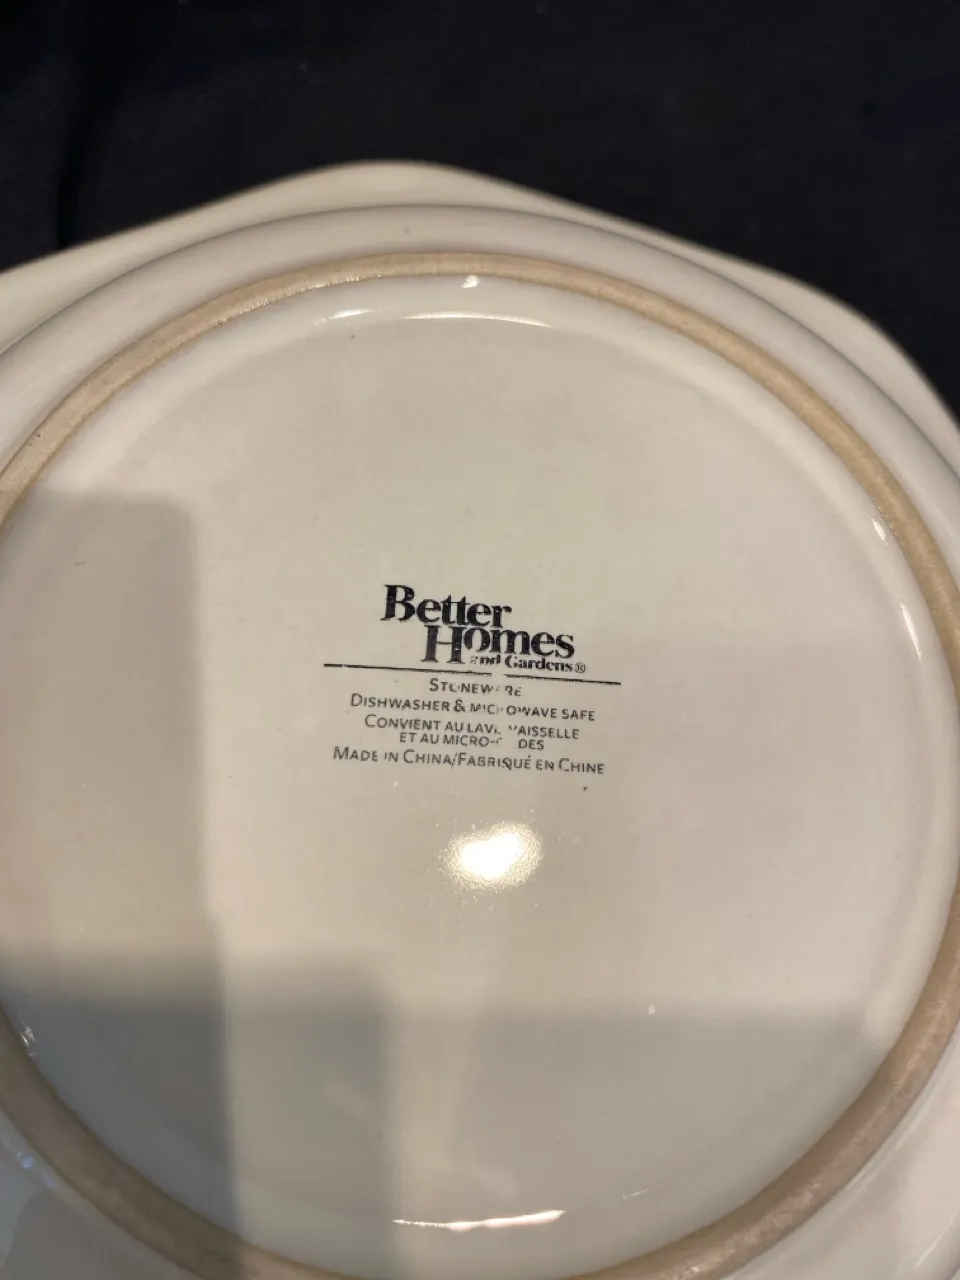 Better
Homes
and Gardens®
STONEWARE
DISHWASHER & MICROWAVE SAFE
CONVIENT AU LAVE VAISSELLE
ET AU MICRO-
MADE IN CHINA/FABRIQUÉ EN CHINE